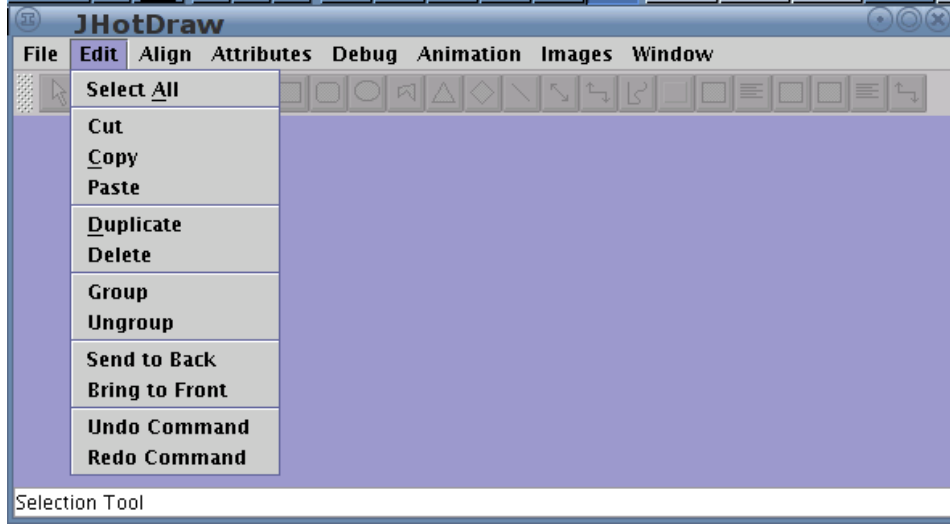 JHotDraw
File Edit Align Attributes Debug Animation Images Window
Select All
Cut
Copy
Paste
Duplicate
Delete
Group
Ungroup
Send to Back
Bring to Front
Undo Command
Redo Command
Selection Tool